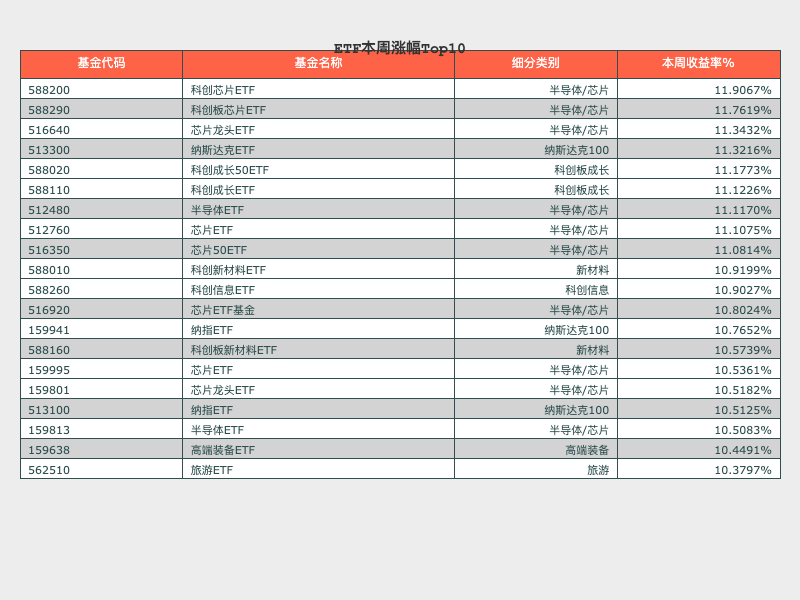 ETF本周涨幅Top10
基金代码 基金名称 细分类别 本周收益率%
588200 科创芯片ETF 半导体/芯片 11.9067%
588290 科创板芯片ETF 半导体/芯片 11.7619%
516640 芯片龙头ETF 半导体/芯片 11.3432%
513300 纳斯达克ETF 纳斯达克100 11.3216%
588020 科创成长50ETF 科创板成长 11.1773%
588110 科创成长ETF 科创板成长 11.1226%
512480 半导体ETF 半导体/芯片 11.1170%
512760 芯片ETF 半导体/芯片 11.1075%
516350 芯片50ETF 半导体/芯片 11.0814%
588010 科创新材料ETF 新材料 10.9199%
588260 科创信息ETF 科创信息 10.9027%
516920 芯片ETF基金 半导体/芯片 10.8024%
159941 纳指ETF 纳斯达克100 10.7652%
588160 科创板新材料ETF 新材料 10.5739%
159995 芯片ETF 半导体/芯片 10.5361%
159801 芯片龙头ETF 半导体/芯片 10.5182%
513100 纳指ETF 纳斯达克100 10.5125%
159813 半导体ETF 半导体/芯片 10.5083%
159638 高端装备ETF 高端装备 10.4491%
562510 旅游ETF 旅游 10.3797%